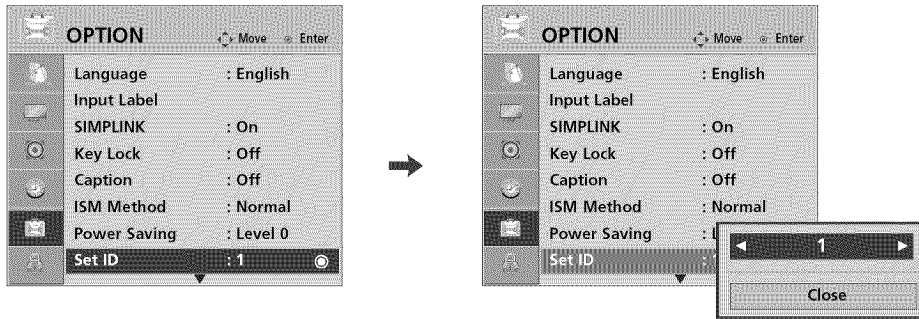 OPTION Move Enter
Language : English
Input Label
SIMPLINK : On
Key Lock : Off
Caption : Off
ISM Method : Normal
Power Saving : Level 0
Set ID : 1
OPTION Move Enter
Language : English
Input Label
SIMPLINK : On
Key Lock : Off
Caption : Off
ISM Method : Normal
Power Saving : L
Set ID :
1
Close